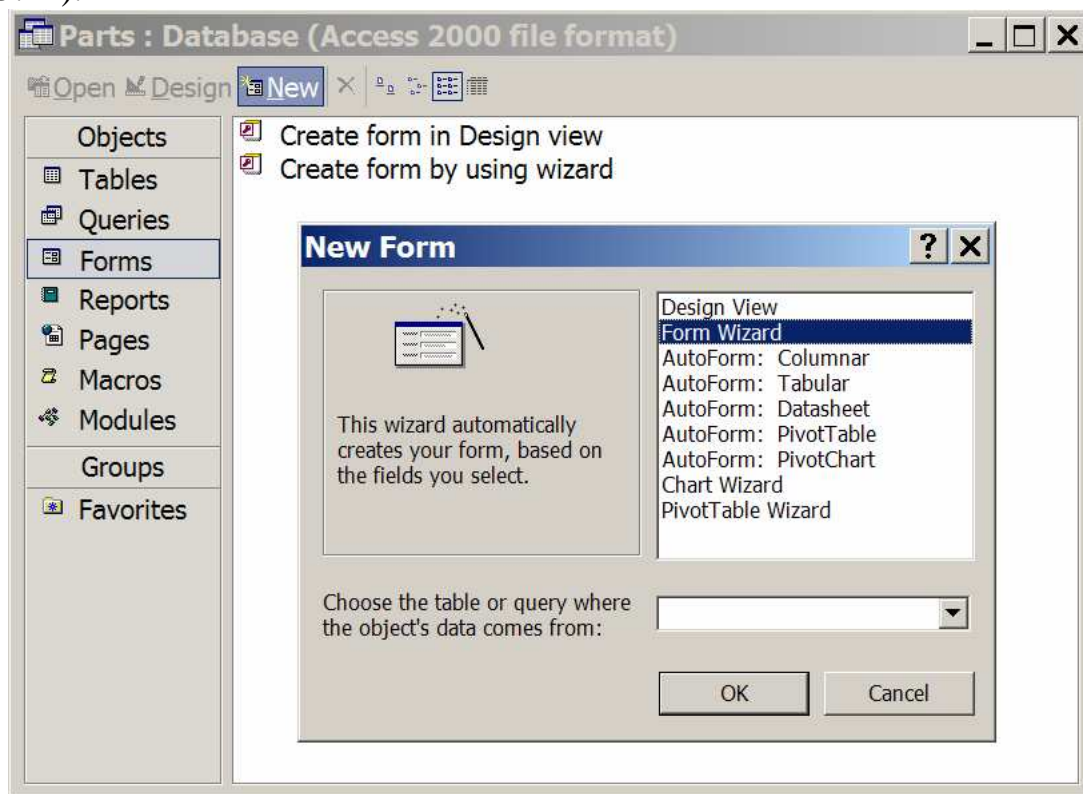 Parts : Database (Access 2000 file format)
Open Design New
Objects
Tables
Queries
Forms
Reports
Pages
Macros
Modules
Groups
Favorites
Create form in Design view
Create form by using wizard
New Form
This wizard automatically
creates your form, based on
the fields you select.
Design View
Form Wizard
AutoForm: Columnar
AutoForm: Tabular
AutoForm: Datasheet
AutoForm: PivotTable
AutoForm: PivotChart
Chart Wizard
PivotTable Wizard
Choose the table or query where
the object's data comes from:
OK Cancel